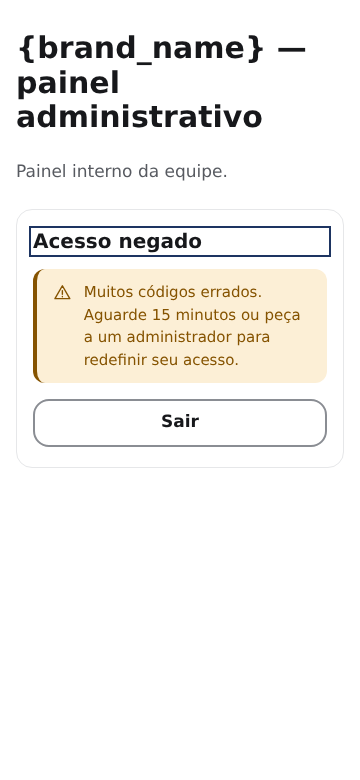 {brand_name} —
painel
administrativo
Painel interno da equipe.
Acesso negado
Muitos códigos errados.
Aguarde 15 minutos ou peça
a um administrador para
redefinir seu acesso.
Sair